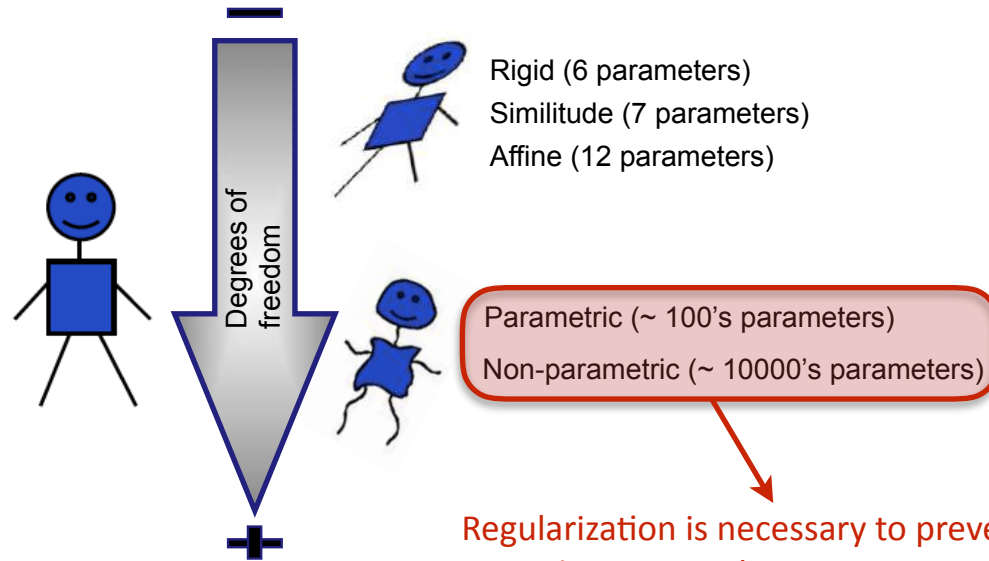 Rigid (6 parameters)
Similitude (7 parameters)
Affine (12 parameters)
Degrees of
freedom
Parametric (~ 100’s parameters)
Non-parametric (~ 10000’s parameters)
Regularization is necessary to preve